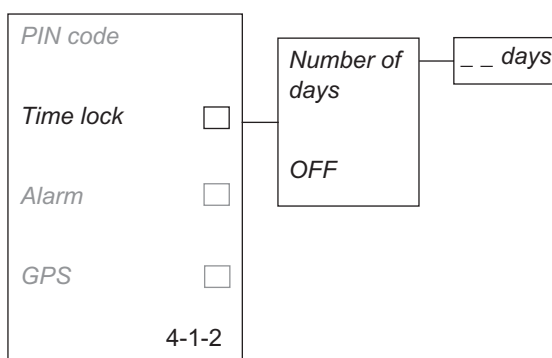 PIN code
Time lock
Alarm
GPS
4-1-2
Number of
days
OFF
_ _ days